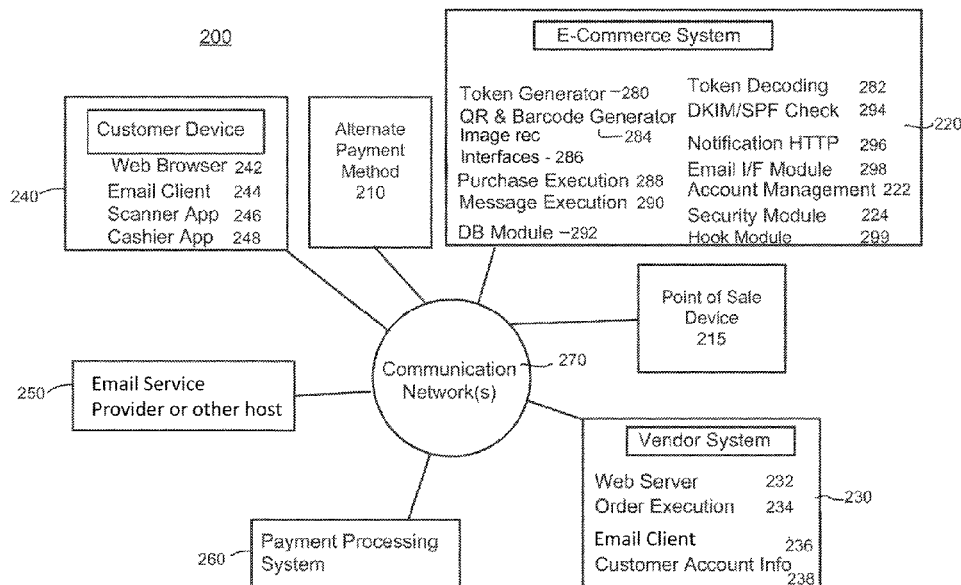 200
Customer Device
Web Browser 242
Email Client 244
Scanner App 246
Cashier App 248
240
Alternate
Payment
Method
210
E-Commerce System
Token Generator 280
QR & Barcode Generator
Image rec 284
Interfaces - 286
Purchase Execution 288
Message Execution 290
DB Module 292
Token Decoding 282
DKIM/SPF Check 294
Notification HTTP 296
Email I/F Module 298
Account Management 222
Security Module 224
Hook Module 299
220
Point of Sale
Device
215
Communication
Network(s)
270
250
Email Service
Provider or other host
260
Payment Processing
System
Vendor System
Web Server 232
Order Execution 234
Email Client 236
Customer Account Info 238
230